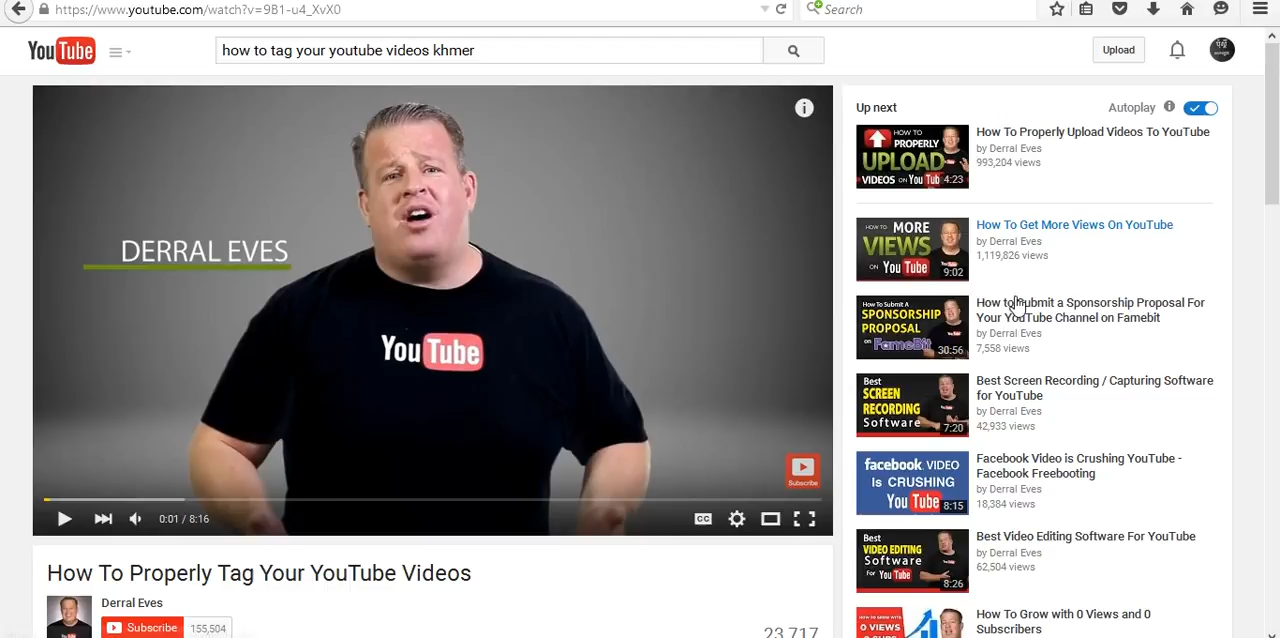 https://www.youtube.com/watch?v=9B1-u4_XvX0
Search
YouTube
how to tag your youtube videos khmer
Upload
DERRAL EVES
YouTube
Subscribe
0:01 / 8:16
CC
How To Properly Tag Your YouTube Videos
Derral Eves
Subscribe 155,504
23,717
Up next
Autoplay
HOW TO
PROPERLY
UPLOAD
VIDEOS ON YouTube
4:23
How To Properly Upload Videos To YouTube
by Derral Eves
993,204 views
HOW TO
MORE
VIEWS
ON YouTube
9:02
How To Get More Views On YouTube
by Derral Eves
1,119,826 views
How To Submit A
SPONSORSHIP
PROPOSAL
on FameBit
30:56
How to Submit a Sponsorship Proposal For
Your YouTube Channel on Famebit
by Derral Eves
7,558 views
Best
SCREEN
RECORDING
Software
7:20
Best Screen Recording / Capturing Software
for YouTube
by Derral Eves
42,933 views
facebook VIDEO
is CRUSHING
YouTube
8:15
Facebook Video is Crushing YouTube -
Facebook Freebooting
by Derral Eves
18,384 views
Best
VIDEO EDITING
Software
For YouTube
8:26
Best Video Editing Software For YouTube
by Derral Eves
62,504 views
HOW TO GROW WITH
0 VIEWS
How To Grow with 0 Views and 0
Subscribers